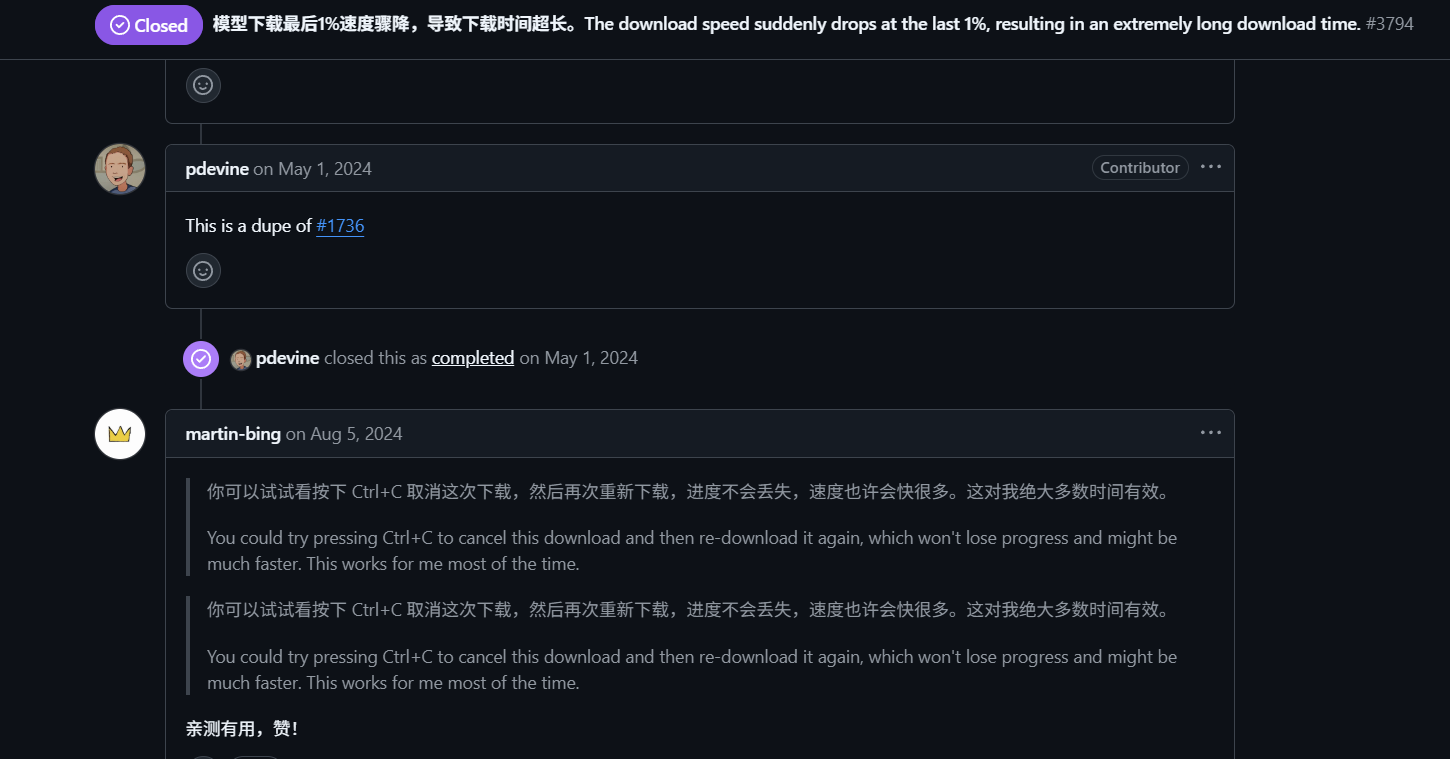 Closed
模型下载最后1%速度骤降，导致下载时间超长。The download speed suddenly drops at the last 1%, resulting in an extremely long download time. #3794
pdevine on May 1, 2024
Contributor
This is a dupe of #1736
pdevine closed this as completed on May 1, 2024
martin-bing on Aug 5, 2024
你可以试试看按下 Ctrl+C 取消这次下载，然后再次重新下载，进度不会丢失，速度也许会快很多。这对我绝大多数时间有效。
You could try pressing Ctrl+C to cancel this download and then re-download it again, which won't lose progress and might be
much faster. This works for me most of the time.
你可以试试看按下 Ctrl+C 取消这次下载，然后再次重新下载，进度不会丢失，速度也许会快很多。这对我绝大多数时间有效。
You could try pressing Ctrl+C to cancel this download and then re-download it again, which won't lose progress and might be
much faster. This works for me most of the time.
亲测有用，赞！